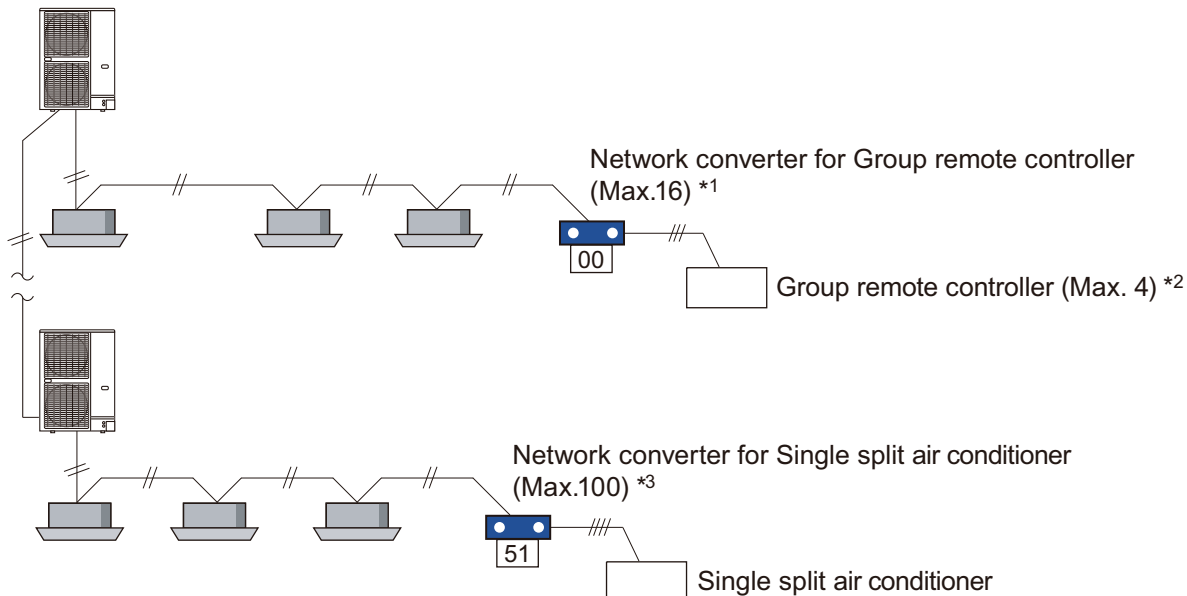 Network converter for Group remote controller
(Max.16) *1
00
Group remote controller (Max. 4) *2
Network converter for Single split air conditioner
(Max.100) *3
51
Single split air conditioner